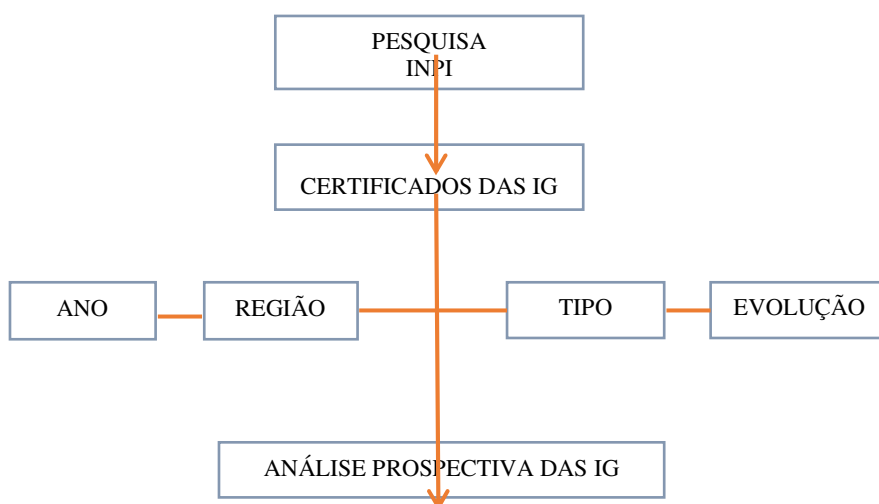 PESQUISA
INPI
CERTIFICADOS DAS IG
ANO
REGIÃO
TIPO
EVOLUÇÃO
ANÁLISE PROSPECTIVA DAS IG